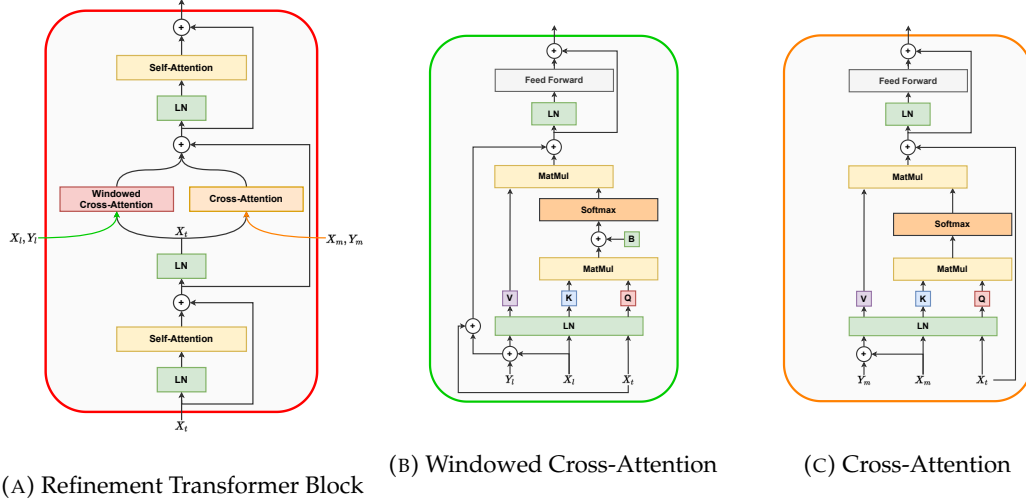 +
Self-Attention
LN
+
Windowed
Cross-Attention
Cross-Attention
X_l, Y_l
X_t
X_m, Y_m
LN
+
Self-Attention
LN
X_t
(A) Refinement Transformer Block
+
Feed Forward
LN
+
MatMul
Softmax
+
B
MatMul
V
K
Q
+
LN
+
Y_l
X_l
X_t
(B) Windowed Cross-Attention
+
Feed Forward
LN
+
MatMul
Softmax
MatMul
V
K
Q
LN
+
Y_m
X_m
X_t
(C) Cross-Attention